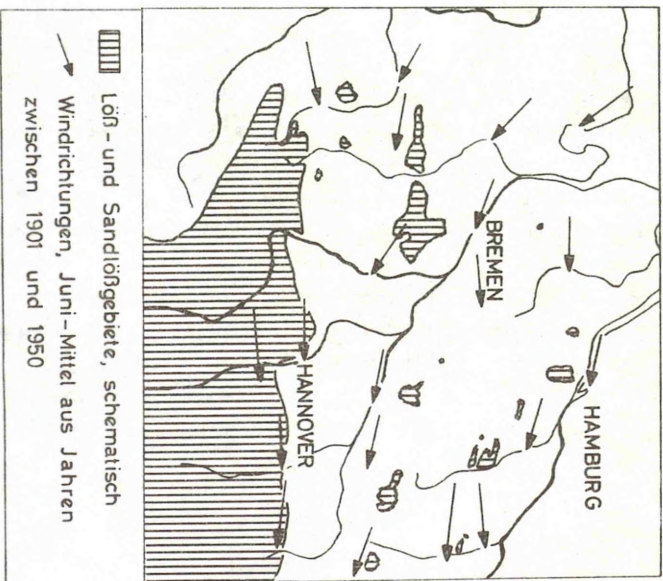 HAMBURG
BREMEN
HANNOVER
Löß- und Sandlößgebiete, schematisch
Windrichtungen, Juni-Mittel aus Jahren
zwischen 1901 und 1950